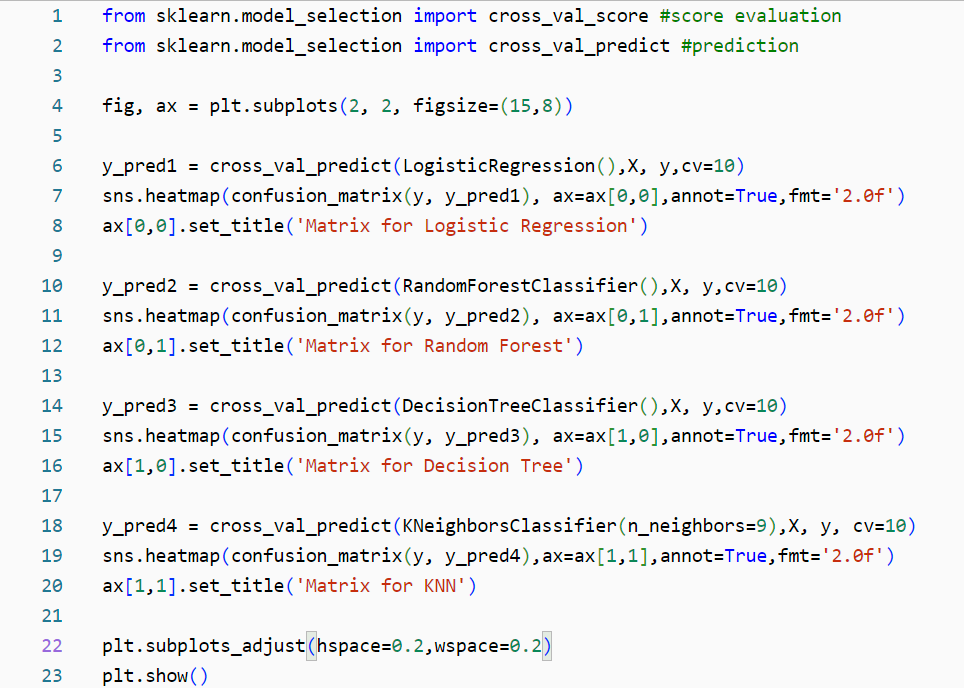 1 from sklearn.model_selection import cross_val_score #score evaluation
2 from sklearn.model_selection import cross_val_predict #prediction
3
4 fig, ax = plt.subplots(2, 2, figsize=(15,8))
5
6 y_pred1 = cross_val_predict(LogisticRegression(),X, y,cv=10)
7 sns.heatmap(confusion_matrix(y, y_pred1), ax=ax[0,0],annot=True,fmt='2.0f')
8 ax[0,0].set_title('Matrix for Logistic Regression')
9
10 y_pred2 = cross_val_predict(RandomForestClassifier(),X, y,cv=10)
11 sns.heatmap(confusion_matrix(y, y_pred2), ax=ax[0,1],annot=True,fmt='2.0f')
12 ax[0,1].set_title('Matrix for Random Forest')
13
14 y_pred3 = cross_val_predict(DecisionTreeClassifier(),X, y,cv=10)
15 sns.heatmap(confusion_matrix(y, y_pred3), ax=ax[1,0],annot=True,fmt='2.0f')
16 ax[1,0].set_title('Matrix for Decision Tree')
17
18 y_pred4 = cross_val_predict(KNeighborsClassifier(n_neighbors=9),X, y, cv=10)
19 sns.heatmap(confusion_matrix(y, y_pred4),ax=ax[1,1],annot=True,fmt='2.0f')
20 ax[1,1].set_title('Matrix for KNN')
21
22 plt.subplots_adjust(hspace=0.2,wspace=0.2)
23 plt.show()